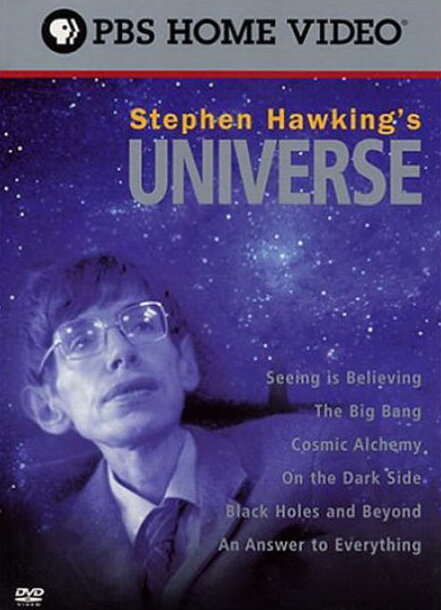 PBS HOME VIDEO®
Stephen Hawking's
UNIVERSE
Seeing is Believing
The Big Bang
Cosmic Alchemy
On the Dark Side
Black Holes and Beyond
An Answer to Everything
DVD
VIDEO